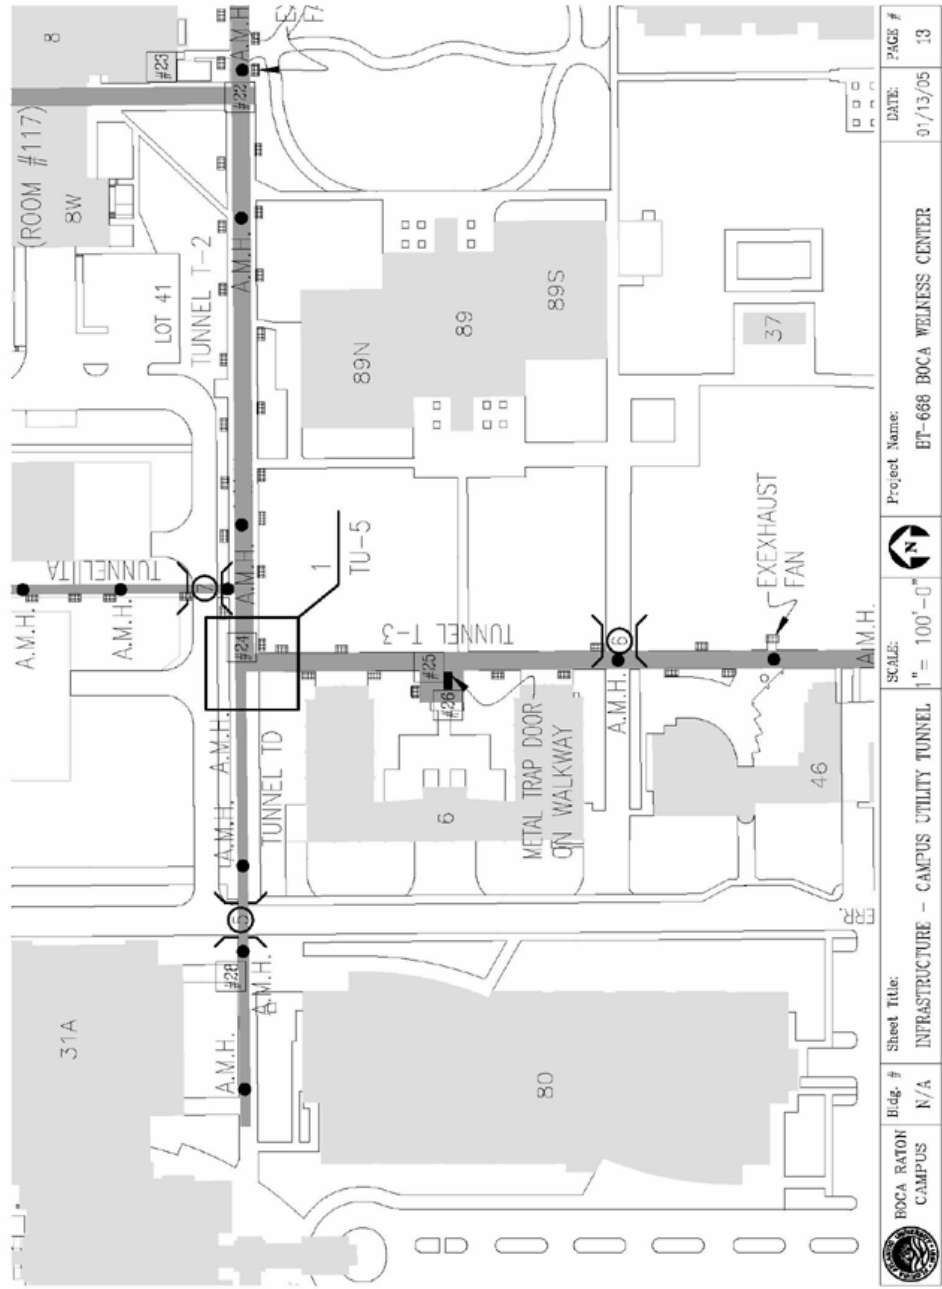 8
#23
(ROOM #117)
8W
#22
A.M.H.
LOT 41
TUNNEL T-2
A.M.H.
89N
89
89S
37
TUNNEL TA
A.M.H.
A.M.H.
7
A.M.H.
1
TU-5
#24
TUNNEL T-3
#25
#26
6
A.M.H.
EXEXHAUST
FAN
A.M.H.
METAL TRAP DOOR
ON WALKWAY
A.M.H.
TUNNEL TD
A.M.H.
6
46
5
#28
A.M.H.
A.M.H.
31A
80
ERR.
BOCA RATON
CAMPUS
Bldg. #
N/A
Sheet Title:
INFRASTRUCTURE - CAMPUS UTILITY TUNNEL
SCALE:
1" = 100'-0"
N
Project Name:
BT-668 BOCA WELNESS CENTER
DATE:
01/13/05
PAGE #
13